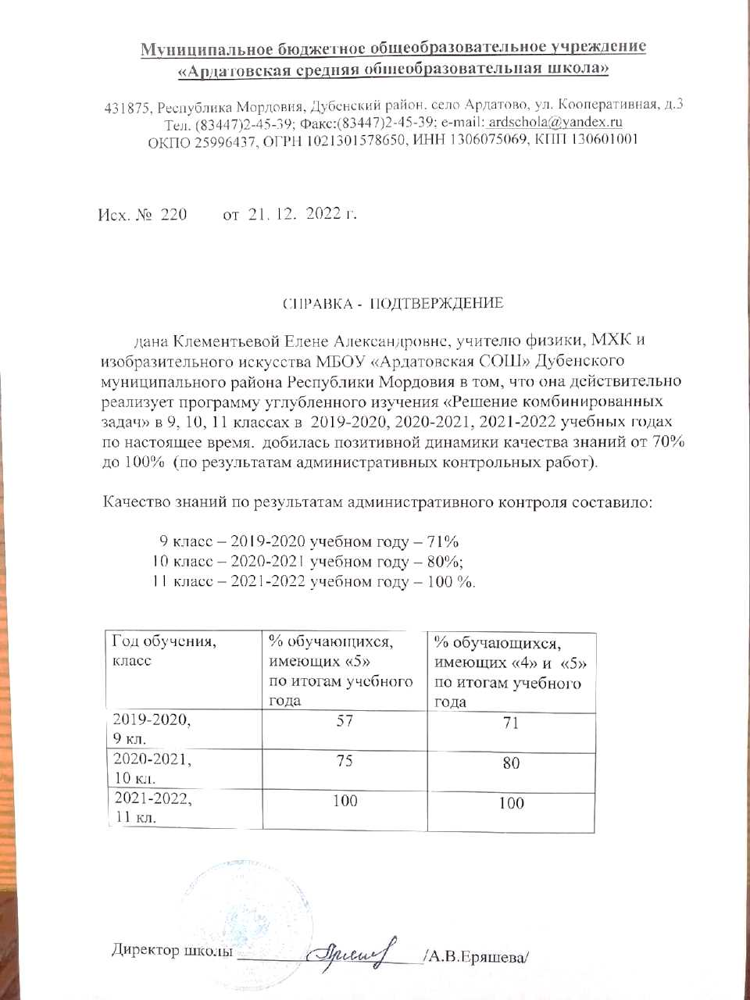 Муниципальное бюджетное общеобразовательное учреждение
«Ардатовская средняя общеобразовательная школа»
431875, Республика Мордовия, Дубенский район, село Ардатово, ул. Кооперативная, д.3
Тел. (83447)2-45-39; Факс:(83447)2-45-39; e-mail: ardschola@yandex.ru
ОКПО 25996437, ОГРН 1021301578650, ИНН 1306075069, КПП 130601001
Исх. № 220 от 21. 12. 2022 г.
СПРАВКА - ПОДТВЕРЖДЕНИЕ
дана Клементьевой Елене Александровне, учителю физики, МХК и
изобразительного искусства МБОУ «Ардатовская СОШ» Дубенского
муниципального района Республики Мордовия в том, что она действительно
реализует программу углубленного изучения «Решение комбинированных
задач» в 9, 10, 11 классах в 2019-2020, 2020-2021, 2021-2022 учебных годах
по настоящее время. добилась позитивной динамики качества знаний от 70%
до 100% (по результатам административных контрольных работ).
Качество знаний по результатам административного контроля составило:
9 класс – 2019-2020 учебном году – 71%
10 класс – 2020-2021 учебном году – 80%;
11 класс – 2021-2022 учебном году – 100 %.
Год обучения,
класс
% обучающихся,
имеющих «5»
по итогам учебного
года
% обучающихся,
имеющих «4» и «5»
по итогам учебного
года
2019-2020,
9 кл.
57
71
2020-2021,
10 кл.
75
80
2021-2022,
11 кл.
100
100
Директор школы /А.В.Еряшева/